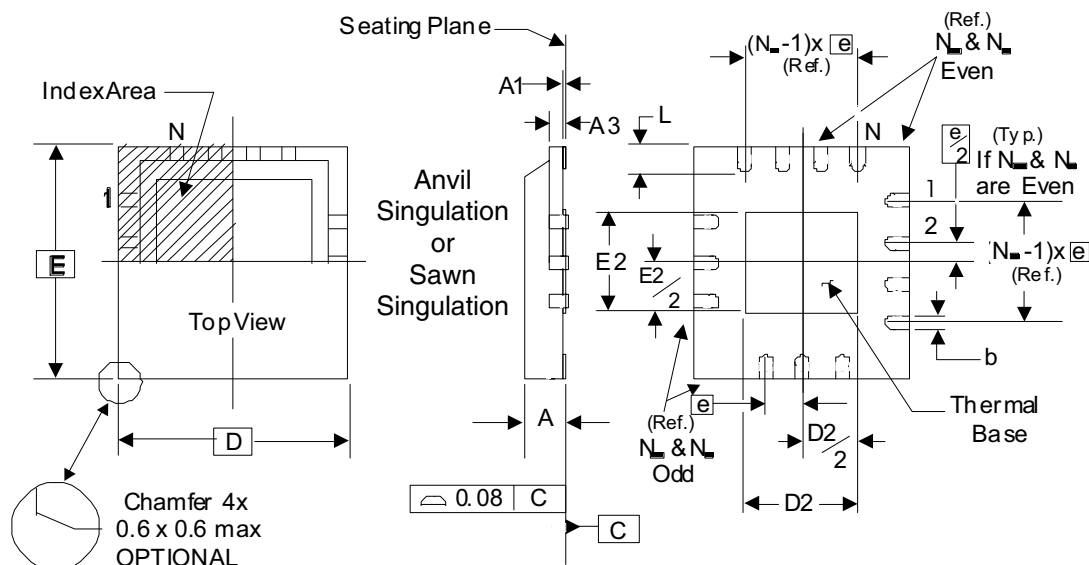 Seating Plane
A1
A3
L
Index Area
N
1
E
Top View
D
Chamfer 4x
0.6 x 0.6 max
OPTIONAL
Anvil
Singulation
or
Sawn
Singulation
A
0.08 C
C
(N -1)x e
(Ref.)
(Ref.)
N & N
Even
N
e/2
(Typ.)
If N & N
are Even
1
2
(N -1)x e
(Ref.)
b
E2
E2/2
Thermal
Base
e
(Ref.)
N & N
Odd
D2/2
D2